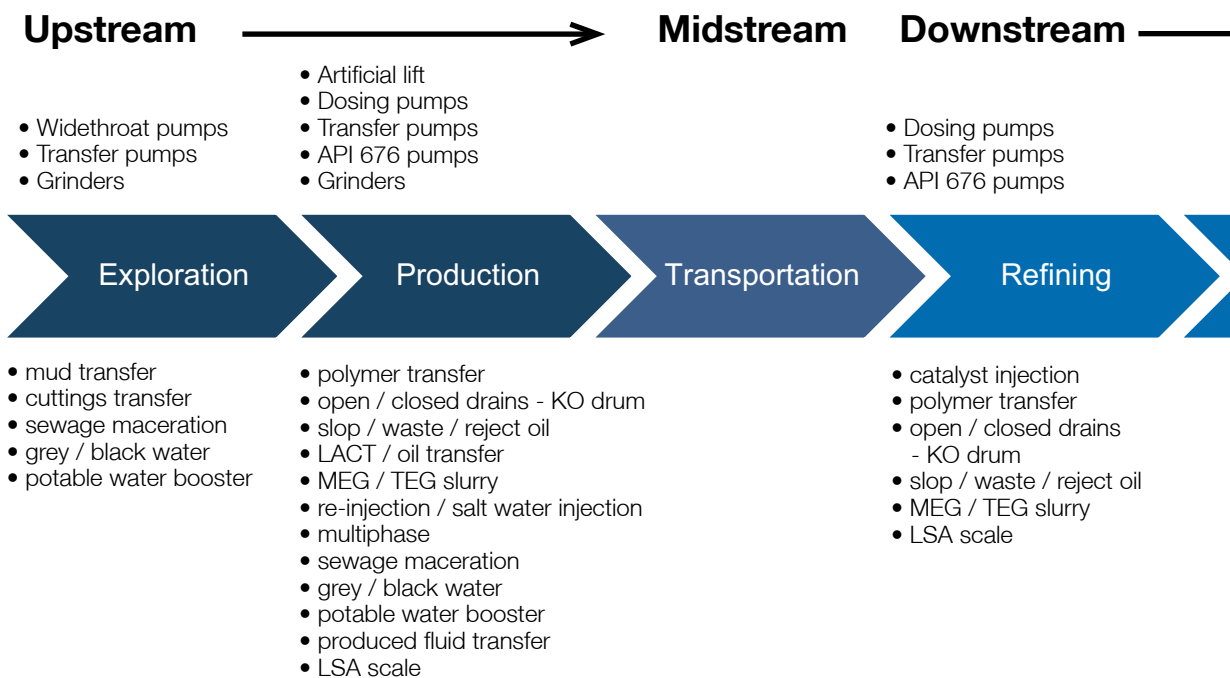 Upstream
Midstream
Downstream
• Widethroat pumps
• Transfer pumps
• Grinders
• Artificial lift
• Dosing pumps
• Transfer pumps
• API 676 pumps
• Grinders
• Dosing pumps
• Transfer pumps
• API 676 pumps
Exploration
Production
Transportation
Refining
• mud transfer
• cuttings transfer
• sewage maceration
• grey / black water
• potable water booster
• polymer transfer
• open / closed drains - KO drum
• slop / waste / reject oil
• LACT / oil transfer
• MEG / TEG slurry
• re-injection / salt water injection
• multiphase
• sewage maceration
• grey / black water
• potable water booster
• produced fluid transfer
• LSA scale
• catalyst injection
• polymer transfer
• open / closed drains
- KO drum
• slop / waste / reject oil
• MEG / TEG slurry
• LSA scale